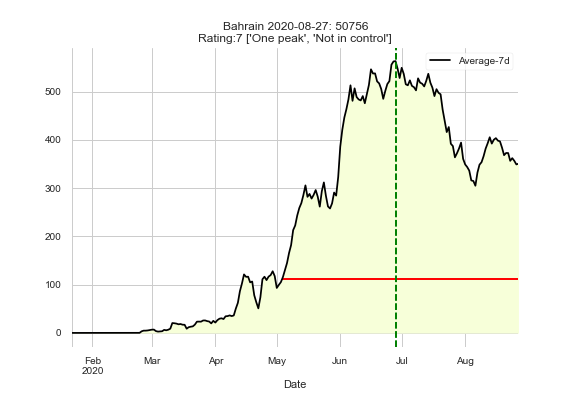 Bahrain 2020-08-27: 50756
Rating:7 ['One peak', 'Not in control']
Average-7d
500
400
300
200
100
0
Feb
2020
Mar
Apr
May
Jun
Jul
Aug
Date